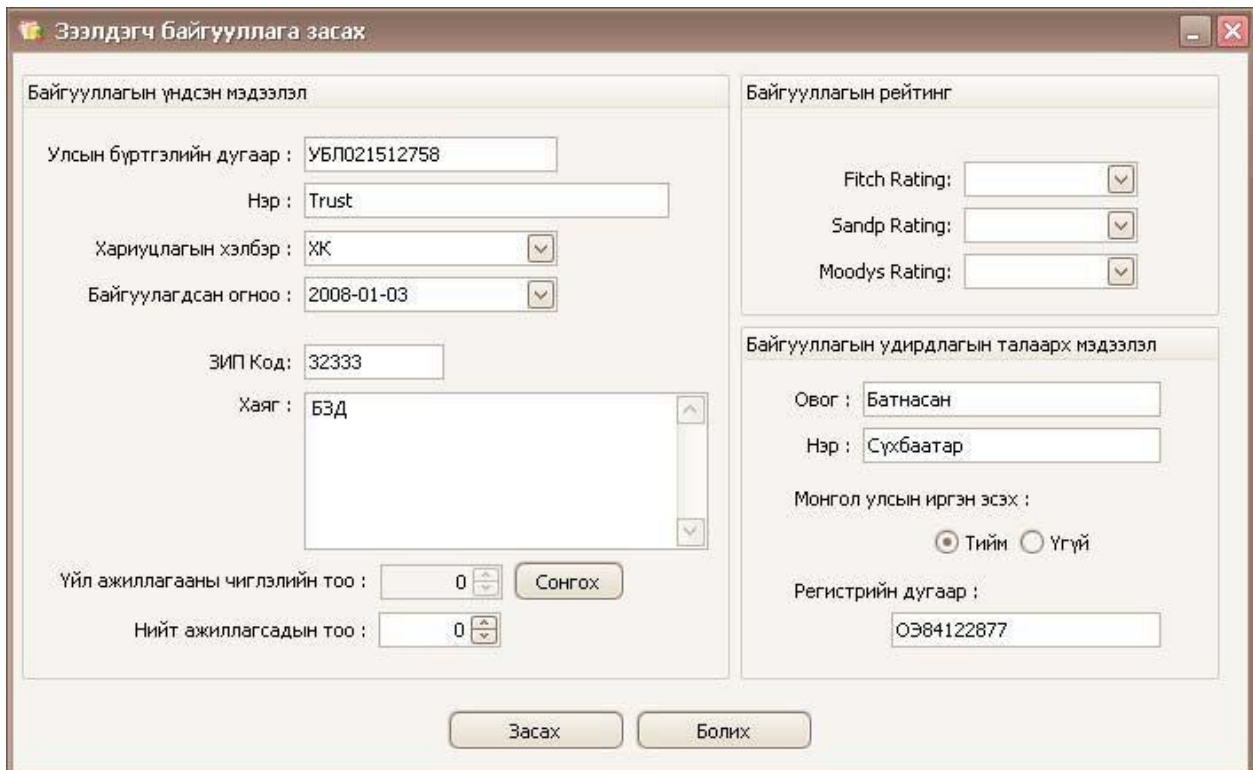 Зээлдэгч байгууллага засах
Байгууллагын үндсэн мэдээлэл
Улсын бүртгэлийн дугаар : УБЛ021512758
Нэр : Trust
Хариуцлагын хэлбэр : ХК
Байгуулагдсан огноо : 2008-01-03
ЗИП Код: 32333
Хаяг : БЗД
Үйл ажиллагааны чиглэлийн тоо : 0 Сонгох
Нийт ажиллагсадын тоо : 0
Байгууллагын рейтинг
Fitch Rating:
Sandp Rating:
Moodys Rating:
Байгууллагын удирдлагын талаарх мэдээлэл
Овог : Батнасан
Нэр : Сүхбаатар
Монгол улсын иргэн эсэх :
Тийм Үгүй
Регистрийн дугаар :
ОЭ84122877
Засах Болих